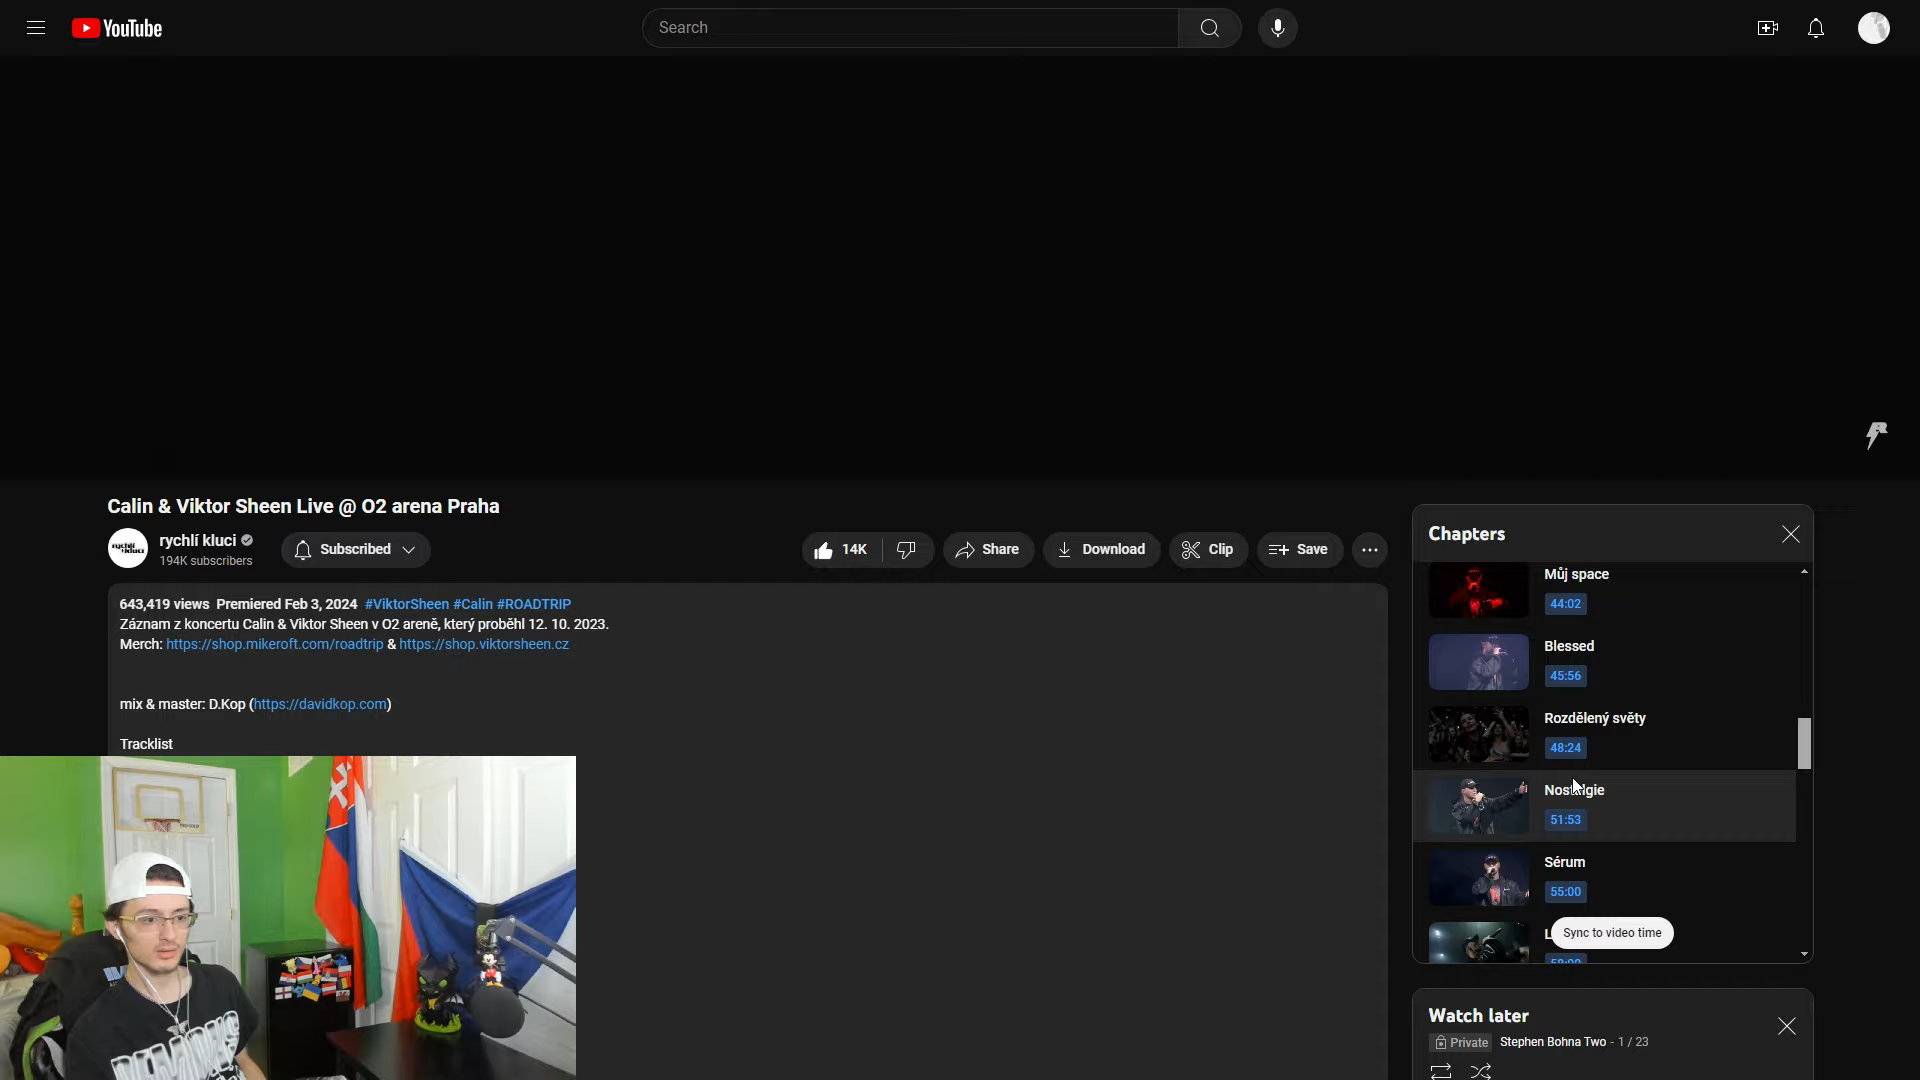 YouTube
Search
Calin & Viktor Sheen Live @ O2 arena Praha
rychlí kluci
194K subscribers
Subscribed
14K
Share
Download
Clip
Save
643,419 views Premiered Feb 3, 2024 #ViktorSheen #Calin #ROADTRIP
Záznam z koncertu Calin & Viktor Sheen v O2 areně, který proběhl 12. 10. 2023.
Merch: https://shop.mikeroft.com/roadtrip & https://shop.viktorsheen.cz
mix & master: D.Kop (https://davidkop.com)
Tracklist
Chapters
Můj space
44:02
Blessed
45:56
Rozdělený světy
48:24
Nostalgie
51:53
Sérum
55:00
Sync to video time
58:00
Watch later
Private
Stephen Bohna Two - 1 / 23